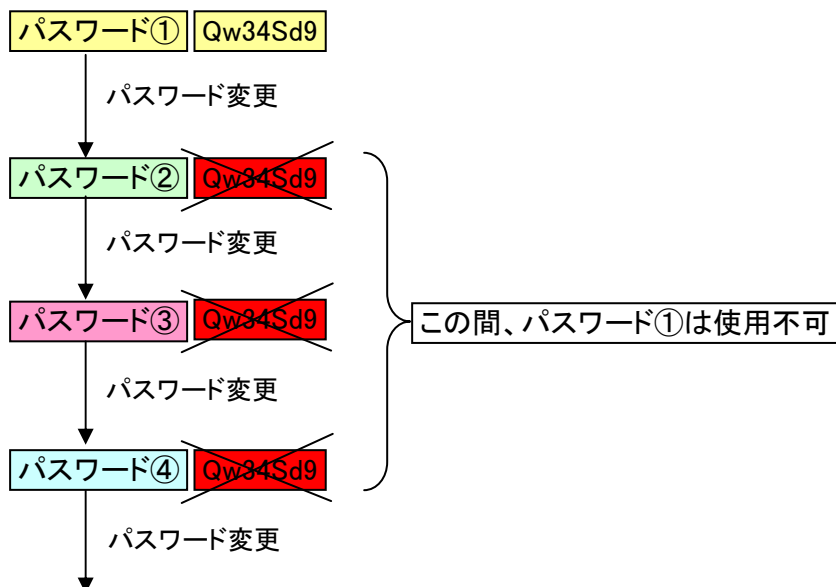 パスワード① Qw34Sd9
パスワード変更
パスワード② Qw34Sd9
パスワード変更
パスワード③ Qw34Sd9
この間、パスワード①は使用不可
パスワード変更
パスワード④ Qw34Sd9
パスワード変更